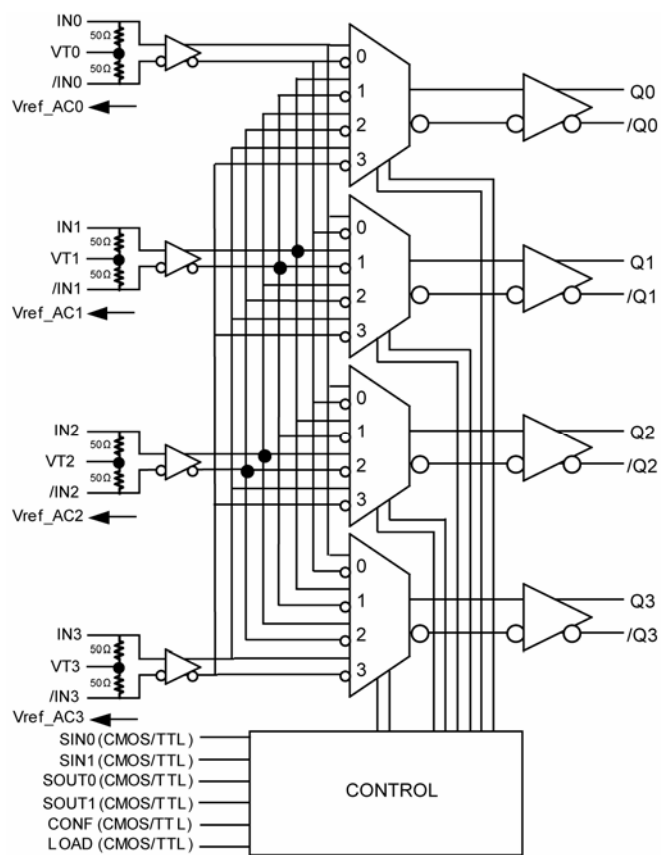 IN0
50Ω
VT0
50Ω
/IN0
Vref_AC0
0
1
2
3
Q0
/Q0
IN1
50Ω
VT1
50Ω
/IN1
Vref_AC1
0
1
2
3
Q1
/Q1
IN2
50Ω
VT2
50Ω
/IN2
Vref_AC2
0
1
2
3
Q2
/Q2
IN3
50Ω
VT3
50Ω
/IN3
Vref_AC3
0
1
2
3
Q3
/Q3
SIN0 (CMOS/TTL)
SIN1 (CMOS/TTL)
SOUT0 (CMOS/TTL)
SOUT1 (CMOS/TTL)
CONF (CMOS/TTL)
LOAD (CMOS/TTL)
CONTROL